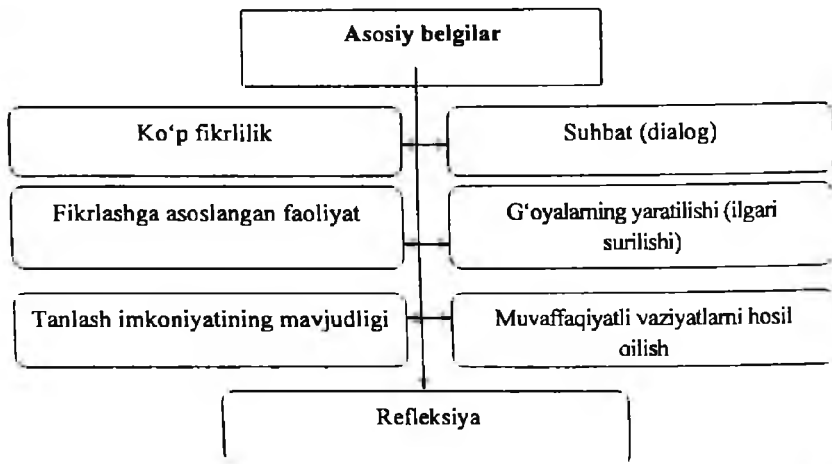 Asosiy belgilar
Ko‘p fikrlilik
Suhbat (dialog)
Fikrlashga asoslangan faoliyat
G‘oyalarning yaratilishi (ilgari
surilishi)
Tanlash imkoniyatining mavjudligi
Muvaffaqiyatli vaziyatlarni hosil
qilish
Refleksiya